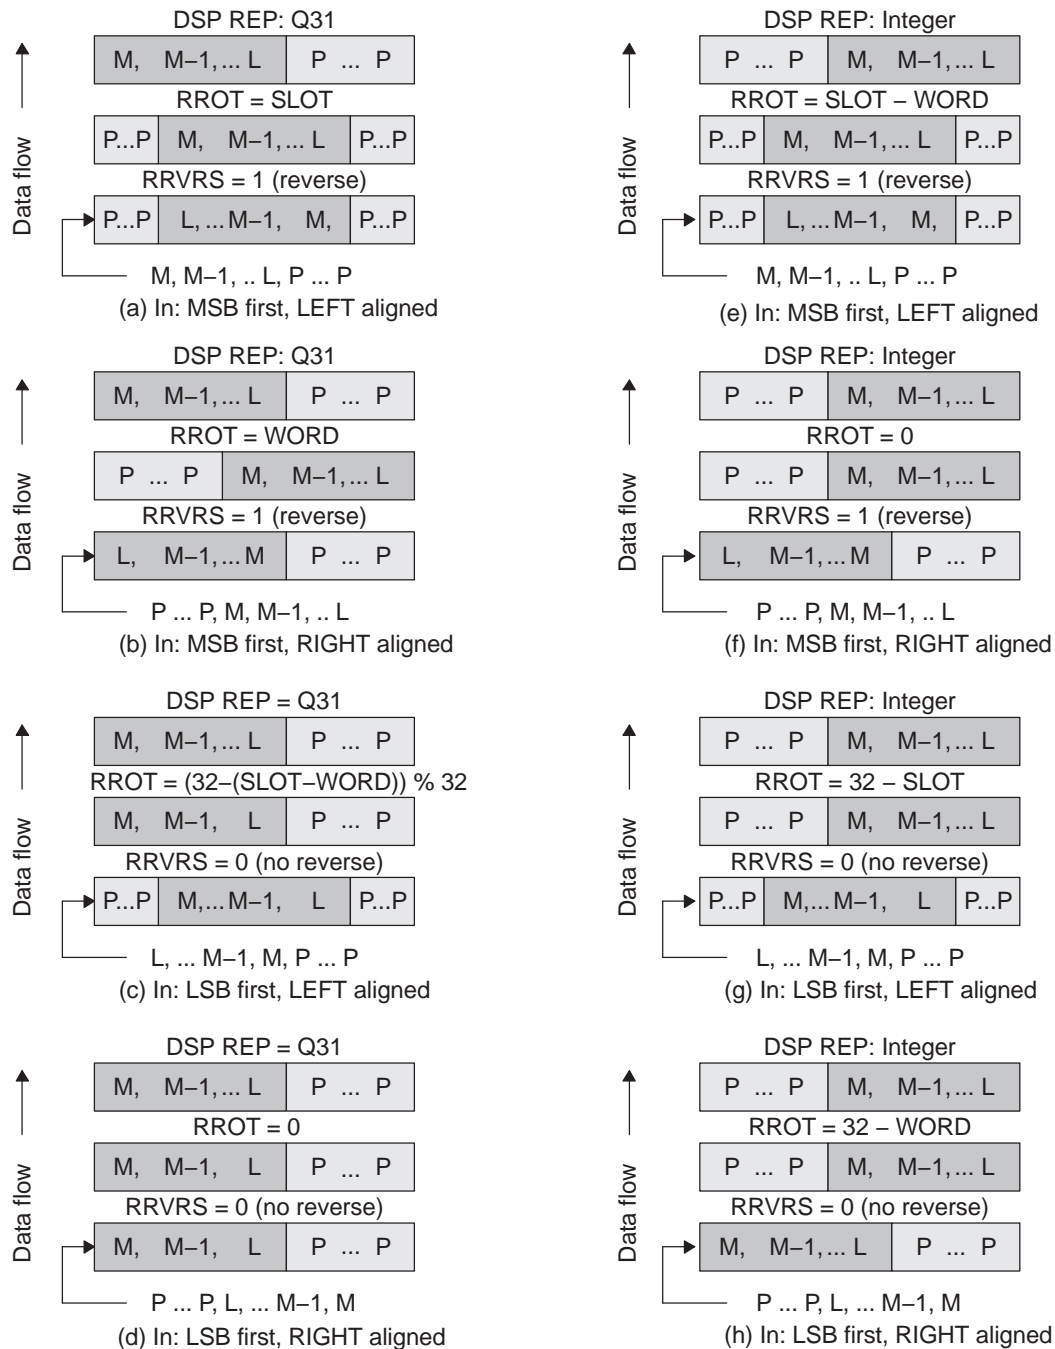 DSP REP: Q31
M, M–1,... L P ... P
RROT = SLOT
P...P M, M–1,... L P...P
RRVRS = 1 (reverse)
P...P L,...M–1, M, P...P
M, M–1, .. L, P ... P
(a) In: MSB first, LEFT aligned
Data flow
DSP REP: Q31
M, M–1,... L P ... P
RROT = WORD
P ... P M, M–1,... L
RRVRS = 1 (reverse)
L, M–1,... M P ... P
P ... P, M, M–1, .. L
(b) In: MSB first, RIGHT aligned
Data flow
DSP REP = Q31
M, M–1,... L P ... P
RROT = (32–(SLOT–WORD)) % 32
M, M–1, L P ... P
RRVRS = 0 (no reverse)
P...P M,...M–1, L P...P
L, ... M–1, M, P ... P
(c) In: LSB first, LEFT aligned
Data flow
DSP REP = Q31
M, M–1,... L P ... P
RROT = 0
M, M–1, L P ... P
RRVRS = 0 (no reverse)
M, M–1, L P ... P
P ... P, L, ... M–1, M
(d) In: LSB first, RIGHT aligned
Data flow
DSP REP: Integer
P ... P M, M–1,... L
RROT = SLOT – WORD
P...P M, M–1,... L P...P
RRVRS = 1 (reverse)
P...P L,...M–1, M, P...P
M, M–1, .. L, P ... P
(e) In: MSB first, LEFT aligned
Data flow
DSP REP: Integer
P ... P M, M–1,... L
RROT = 0
P ... P M, M–1,... L
RRVRS = 1 (reverse)
L, M–1,... M P ... P
P ... P, M, M–1, .. L
(f) In: MSB first, RIGHT aligned
Data flow
DSP REP: Integer
P ... P M, M–1,... L
RROT = 32 – SLOT
P ... P M, M–1,... L
RRVRS = 0 (no reverse)
P...P M,...M–1, L P...P
L, ... M–1, M, P ... P
(g) In: LSB first, LEFT aligned
Data flow
DSP REP: Integer
P ... P M, M–1,... L
RROT = 32 – WORD
P ... P M, M–1,... L
RRVRS = 0 (no reverse)
M, M–1,... L P ... P
P ... P, L, ... M–1, M
(h) In: LSB first, RIGHT aligned
Data flow